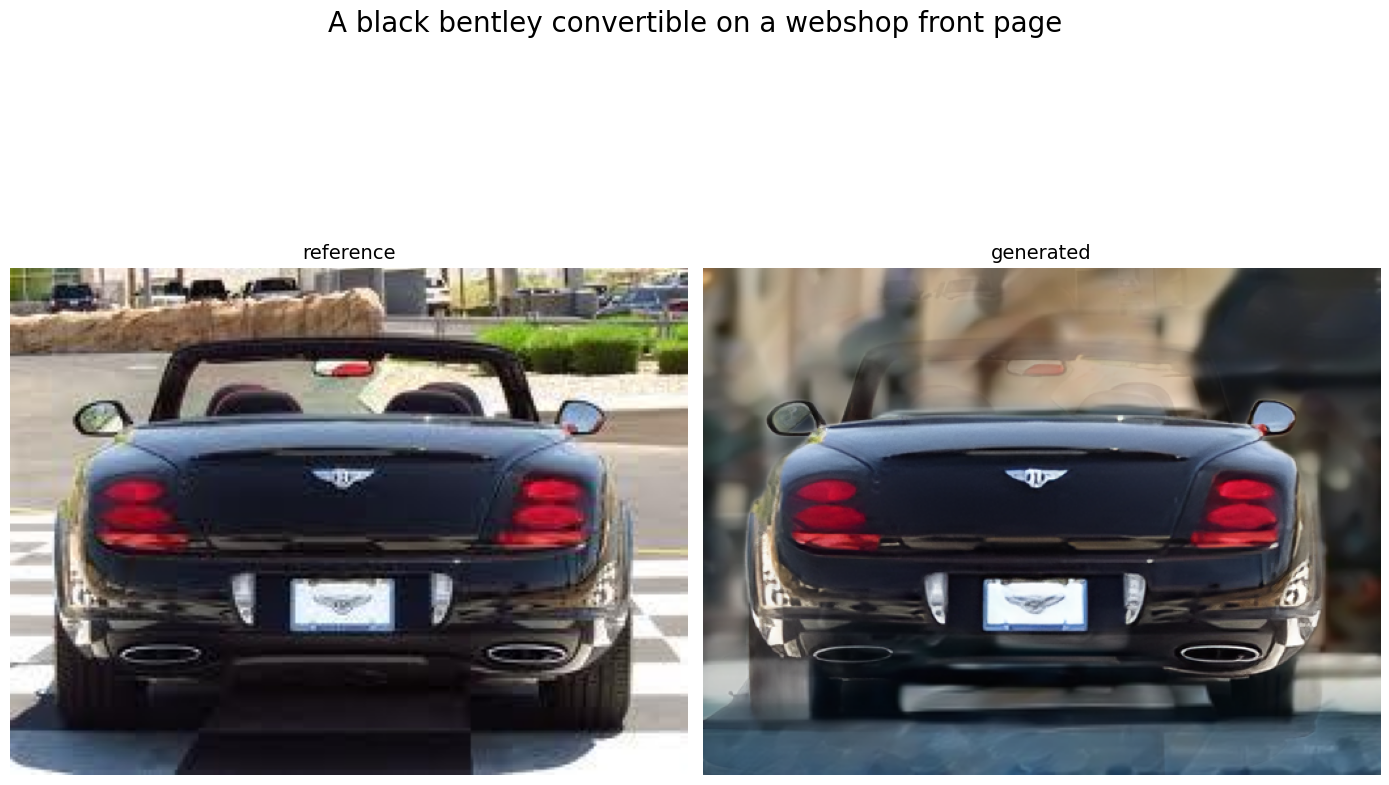 A black bentley convertible on a webshop front page
reference
generated